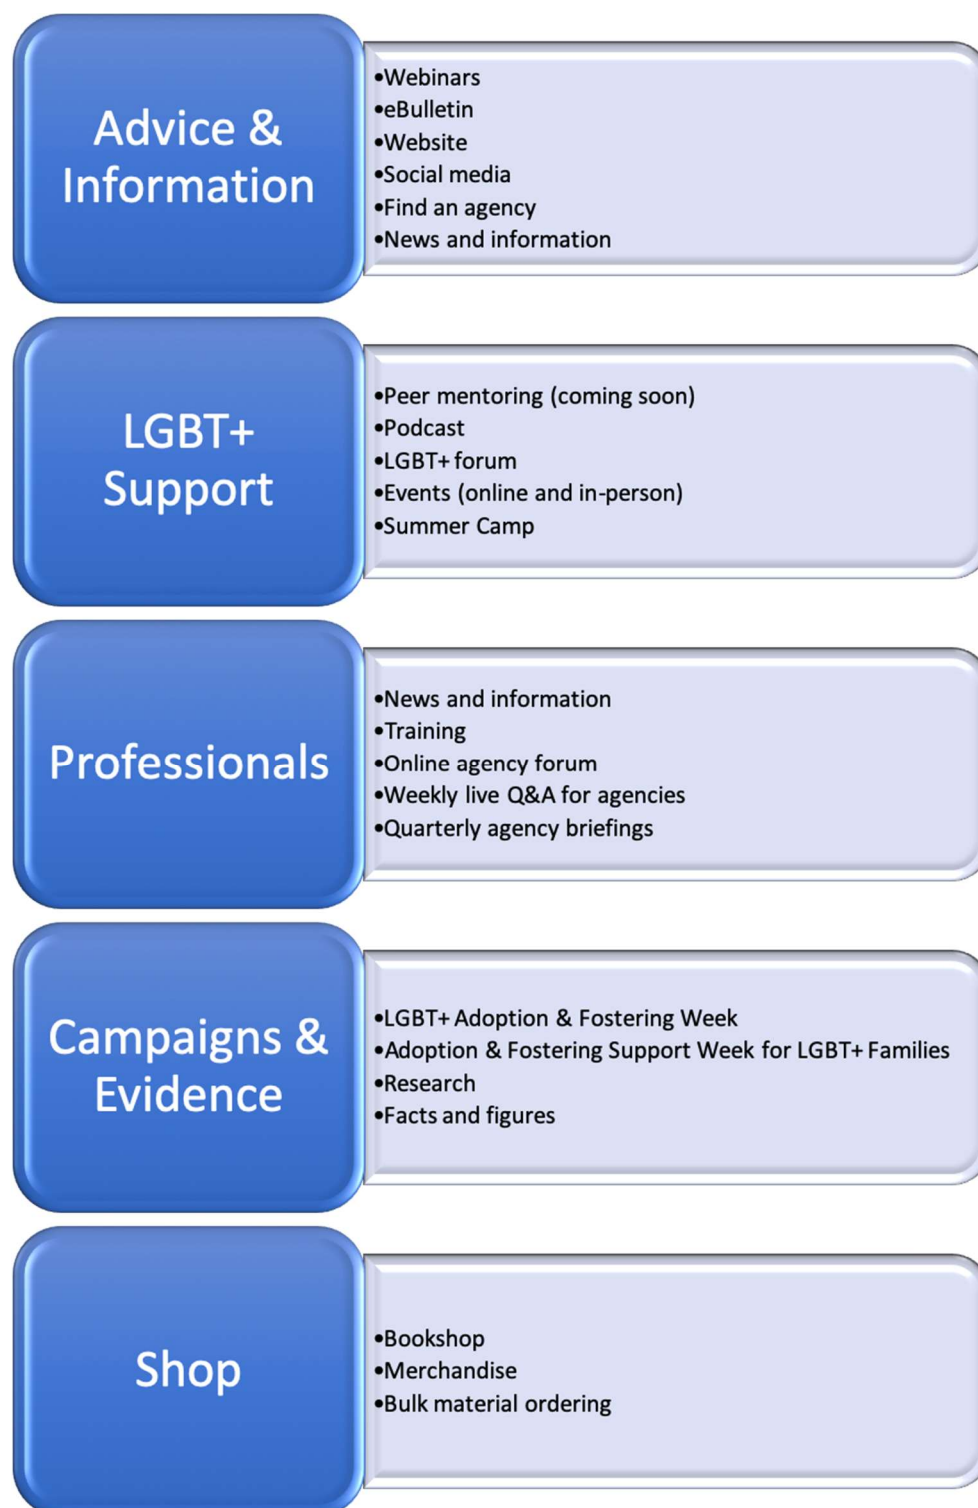 Advice &
Information
•Webinars
•eBulletin
•Website
•Social media
•Find an agency
•News and information
LGBT+
Support
•Peer mentoring (coming soon)
•Podcast
•LGBT+ forum
•Events (online and in-person)
•Summer Camp
Professionals
•News and information
•Training
•Online agency forum
•Weekly live Q&A for agencies
•Quarterly agency briefings
Campaigns &
Evidence
•LGBT+ Adoption & Fostering Week
•Adoption & Fostering Support Week for LGBT+ Families
•Research
•Facts and figures
Shop
•Bookshop
•Merchandise
•Bulk material ordering